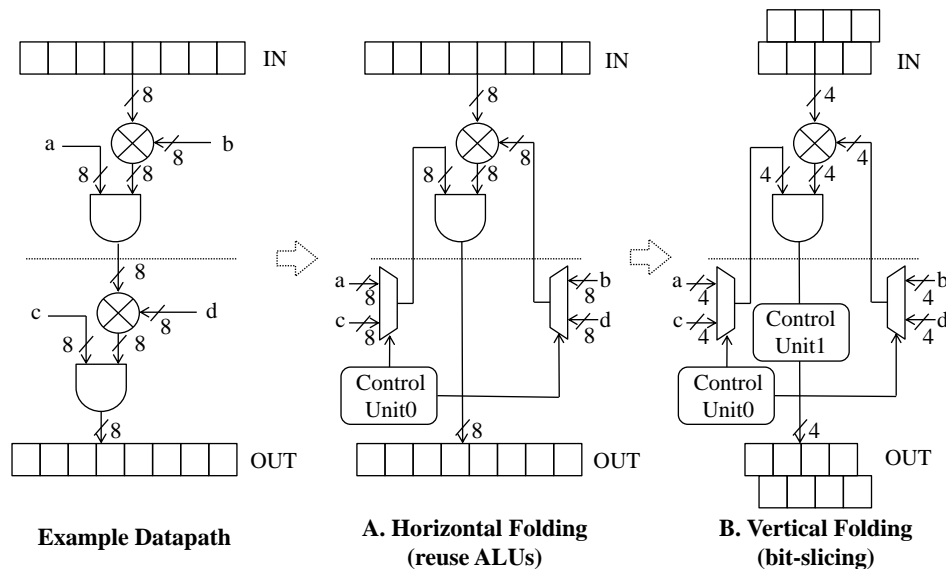 IN
8
a
b
8
8
8
8
c
d
8
8
8
8
OUT
Example Datapath
IN
8
8
8
8
a
8
c
8
b
8
d
8
Control
Unit0
8
OUT
A. Horizontal Folding
(reuse ALUs)
IN
4
4
4
4
a
4
c
4
b
4
d
4
Control
Unit1
Control
Unit0
4
OUT
B. Vertical Folding
(bit-slicing)